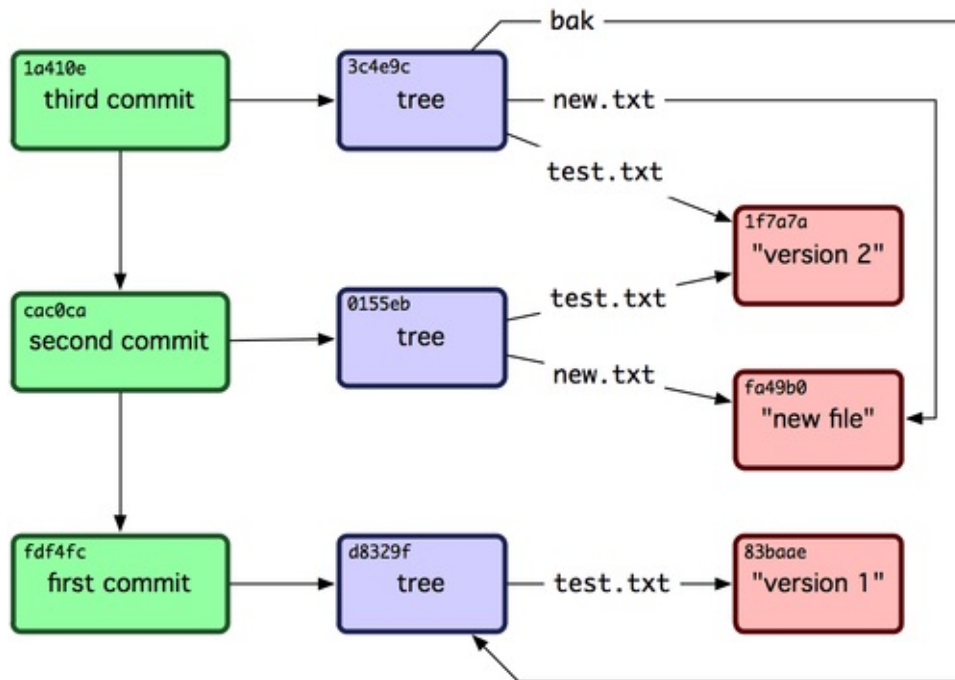 bak
1a410e
third commit
3c4e9c
tree
new.txt
test.txt
1f7a7a
"version 2"
cac0ca
second commit
0155eb
tree
test.txt
new.txt
fa49b0
"new file"
fdf4fc
first commit
d8329f
tree
test.txt
83baae
"version 1"